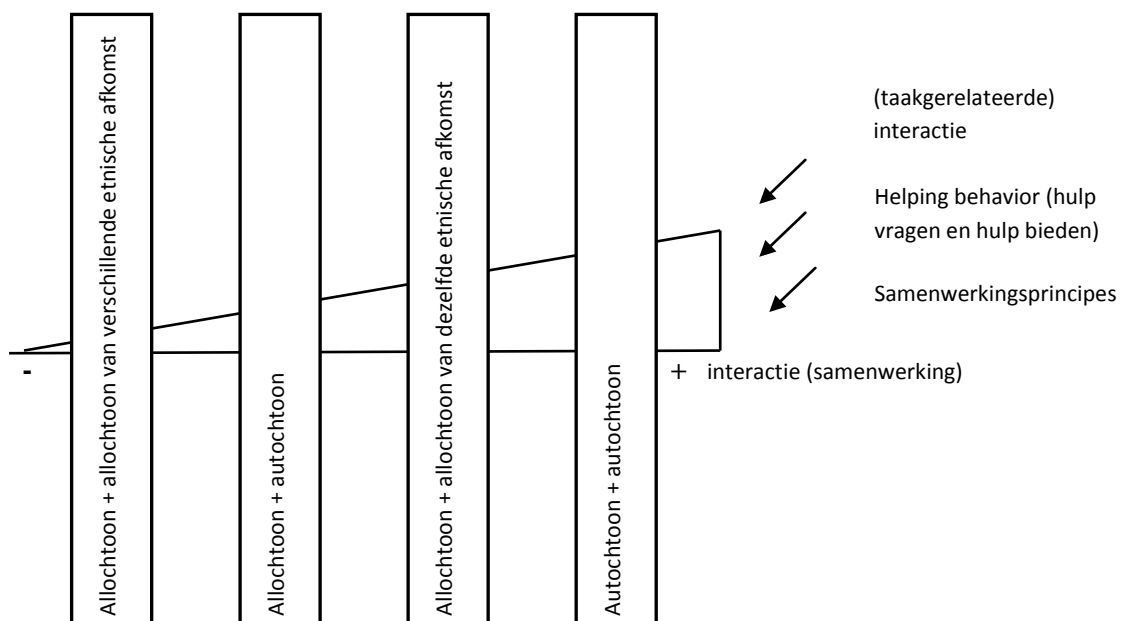 Allochtoon + allochtoon van verschillende etnische afkomst
Allochtoon + autochtoon
Allochtoon + allochtoon van dezelfde etnische afkomst
Autochtoon + autochtoon
(taakgerelateerde)
interactie
Helping behavior (hulp
vragen en hulp bieden)
Samenwerkingsprincipes
-
+ interactie (samenwerking)